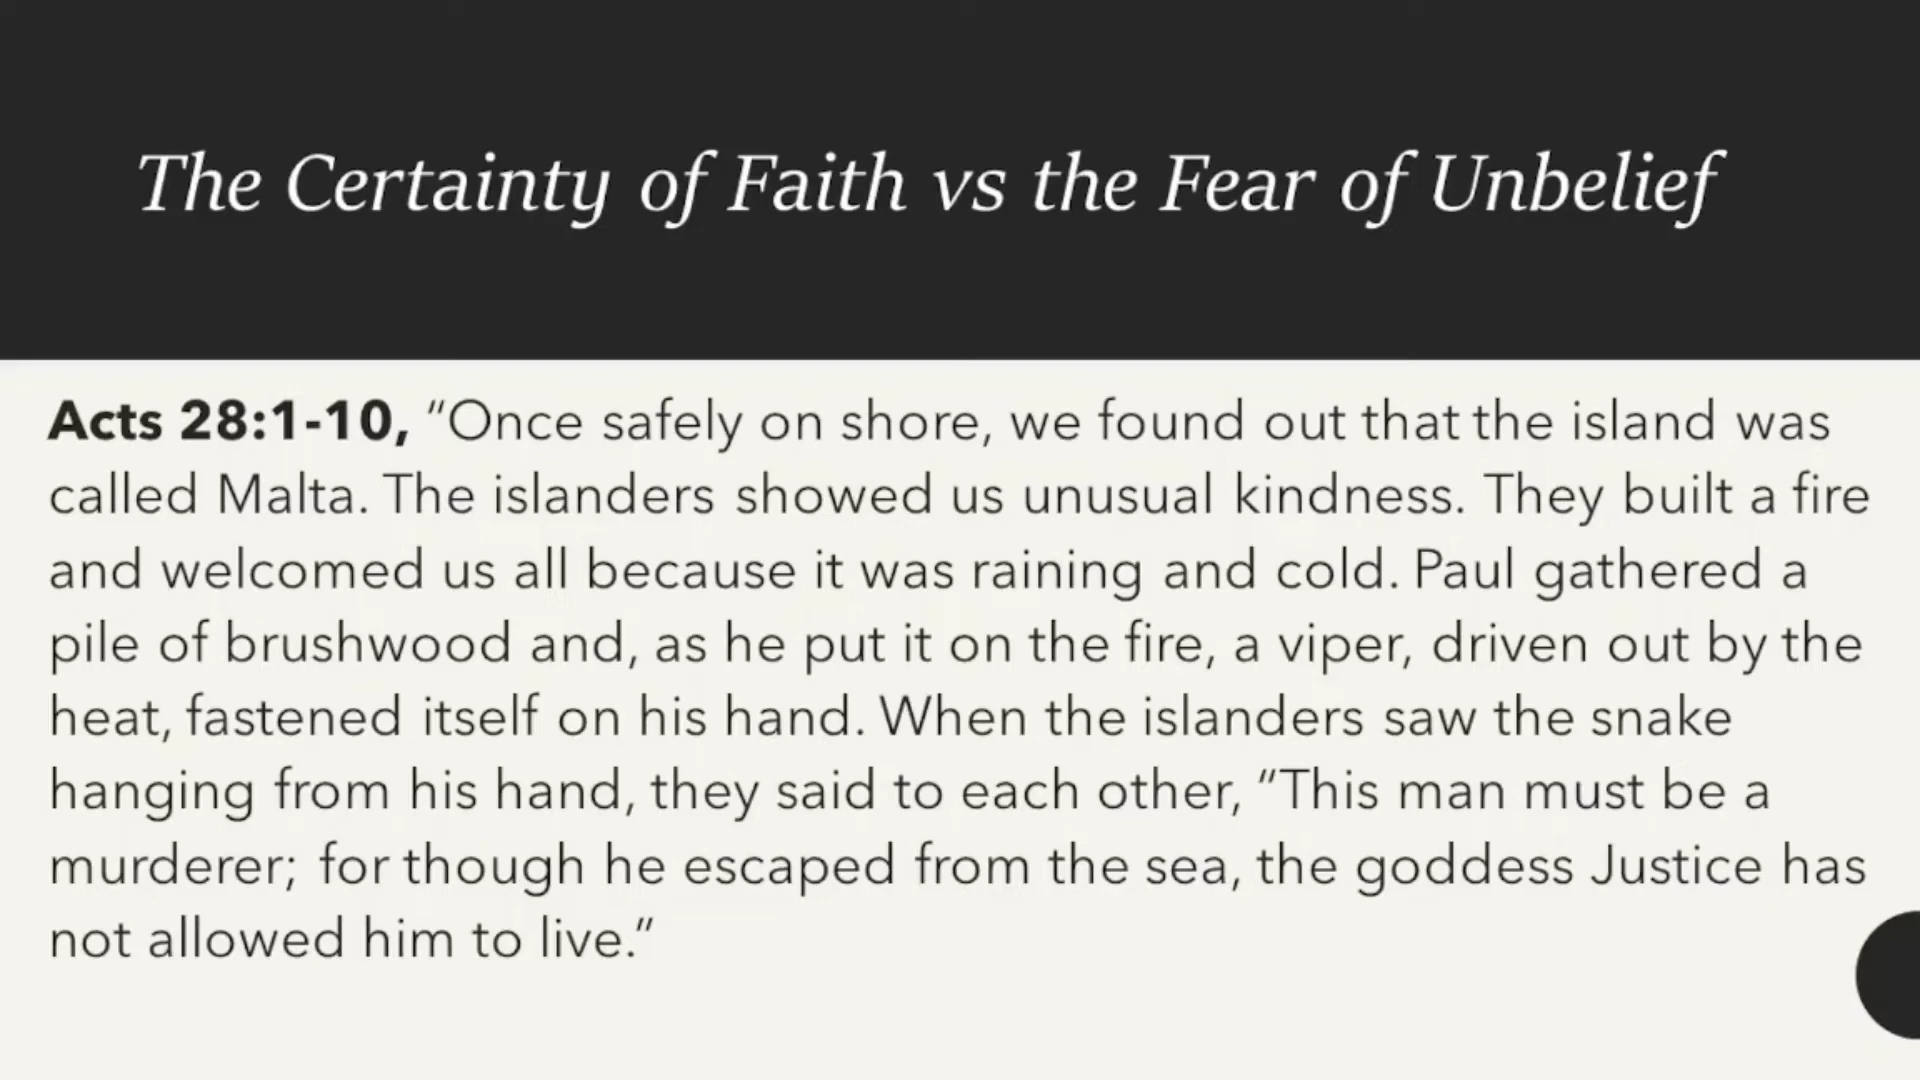 The Certainty of Faith vs the Fear of Unbelief
Acts 28:1-10, “Once safely on shore, we found out that the island was
called Malta. The islanders showed us unusual kindness. They built a fire
and welcomed us all because it was raining and cold. Paul gathered a
pile of brushwood and, as he put it on the fire, a viper, driven out by the
heat, fastened itself on his hand. When the islanders saw the snake
hanging from his hand, they said to each other, “This man must be a
murderer; for though he escaped from the sea, the goddess Justice has
not allowed him to live.”